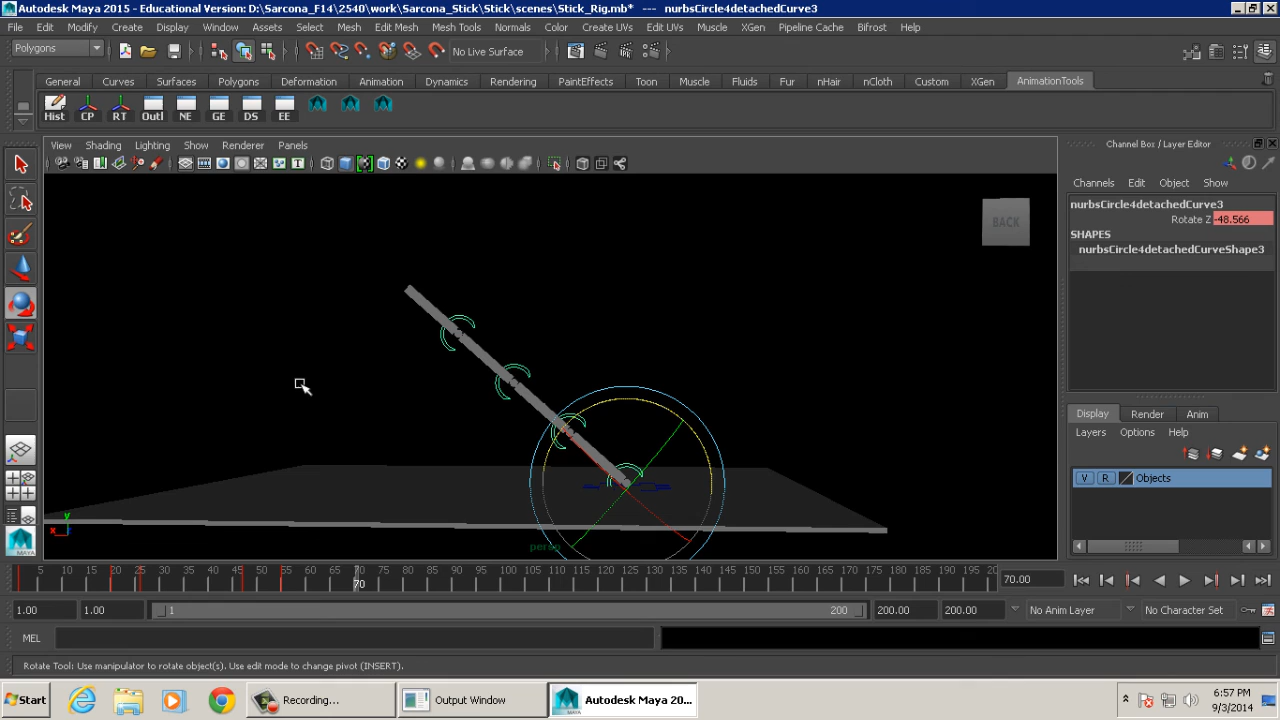 Autodesk Maya 2015 - Educational Version: D:\Sarcona_F14\2540\work\Sarcona_Stick\Stick\scenes\Stick_Rig.mb* --- nurbsCircle4detachedCurve3
File Edit Modify Create Display Window Assets Select Mesh Edit Mesh Mesh Tools Normals Color Create UVs Edit UVs Muscle XGen Pipeline Cache Bifrost Help
Polygons No Live Surface
General Curves Surfaces Polygons Deformation Animation Dynamics Rendering PaintEffects Toon Muscle Fluids Fur nHair nCloth Custom XGen AnimationTools
Hist CP RT Outl NE GE DS EE
View Shading Lighting Show Renderer Panels
Channel Box / Layer Editor
Channels Edit Object Show
nurbsCircle4detachedCurve3
Rotate Z -48.566
SHAPES
nurbsCircle4detachedCurveShape3
BACK
Display Render Anim
Layers Options Help
V R Objects
y
x
persp
MAYA
5 10 15 20 25 30 35 40 45 50 55 60 65 70 75 80 85 90 95 100 105 110 115 120 125 130 135 140 145 150 155 160 165 170 175 180 185 190 195 20
70
70.00
1.00 1.00 1 200 200.00 200.00 No Anim Layer No Character Set
MEL
Rotate Tool: Use manipulator to rotate object(s). Use edit mode to change pivot (INSERT).
Start Recording... Output Window Autodesk Maya 20... 6:57 PM
9/3/2014